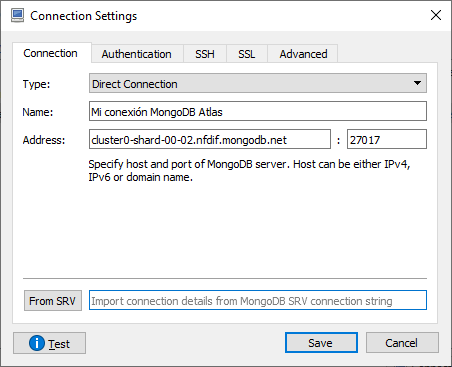 Connection Settings
Connection Authentication SSH SSL Advanced
Type: Direct Connection
Name: Mi conexión MongoDB Atlas
Address: cluster0-shard-00-02.nfdif.mongodb.net : 27017
Specify host and port of MongoDB server. Host can be either IPv4,
IPv6 or domain name.
From SRV Import connection details from MongoDB SRV connection string
Test Save Cancel